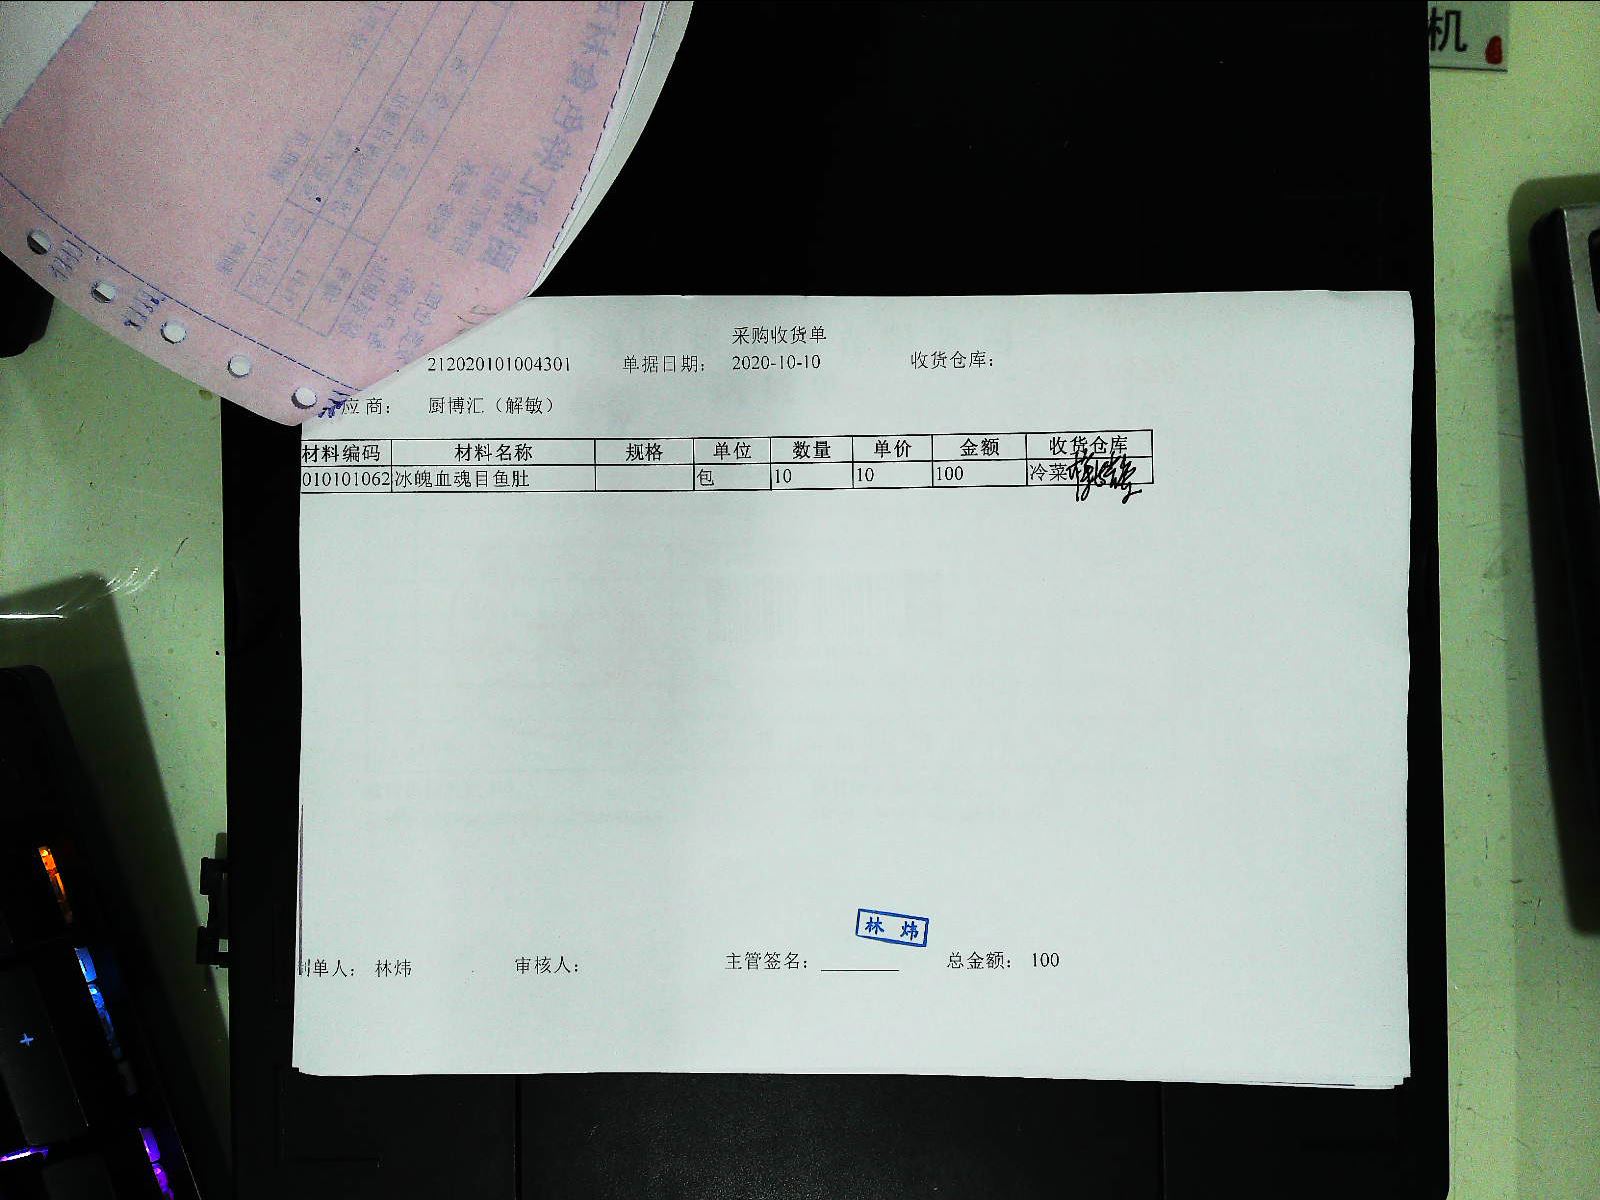 机
采购收货单
212020101004301 单据日期： 2020-10-10 收货仓库：
应商： 厨博汇（解敏）
材料编码 材料名称 规格 单位 数量 单价 金额 收货仓库
010101062 冰魄血魂目鱼肚 包 10 10 100 冷菜
林 炜
制单人： 林炜 审核人： 主管签名： 总金额： 100